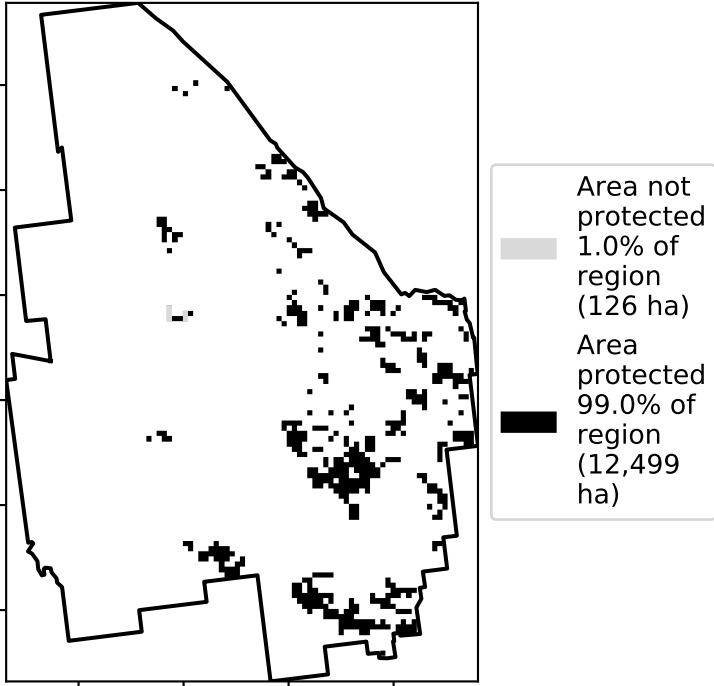 Area not
protected
1.0% of
region
(126 ha)
Area
protected
99.0% of
region
(12,499
ha)